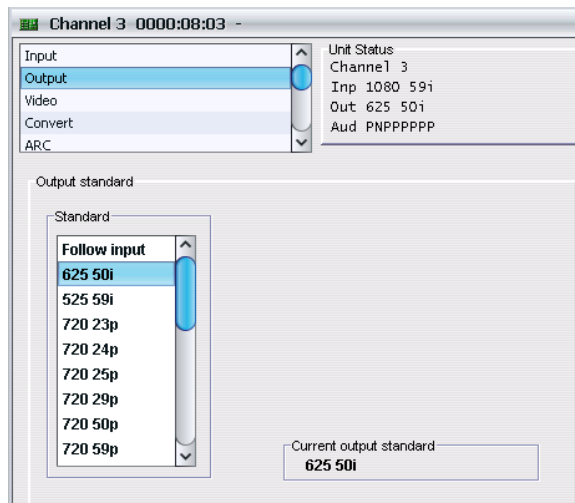 Channel 3 0000:08:03 -
Input
Output
Video
Convert
ARC
Unit Status
Channel 3
Inp 1080 59i
Out 625 50i
Aud PNPPPPPP
Output standard
Standard
Follow input
625 50i
525 59i
720 23p
720 24p
720 25p
720 29p
720 50p
720 59p
Current output standard
625 50i